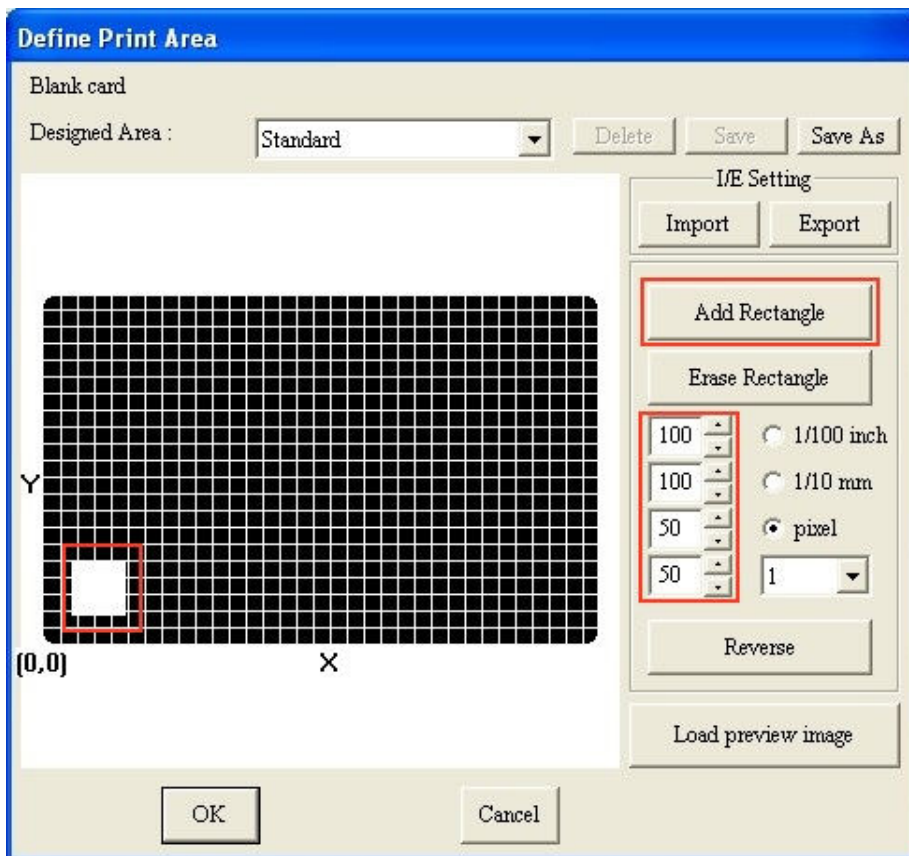 Define Print Area
Blank card
Designed Area :
Standard
Delete
Save
Save As
I/E Setting
Import
Export
Add Rectangle
Erase Rectangle
100
1/100 inch
100
1/10 mm
50
pixel
50
1
Reverse
Load preview image
Y
(0,0)
X
OK
Cancel